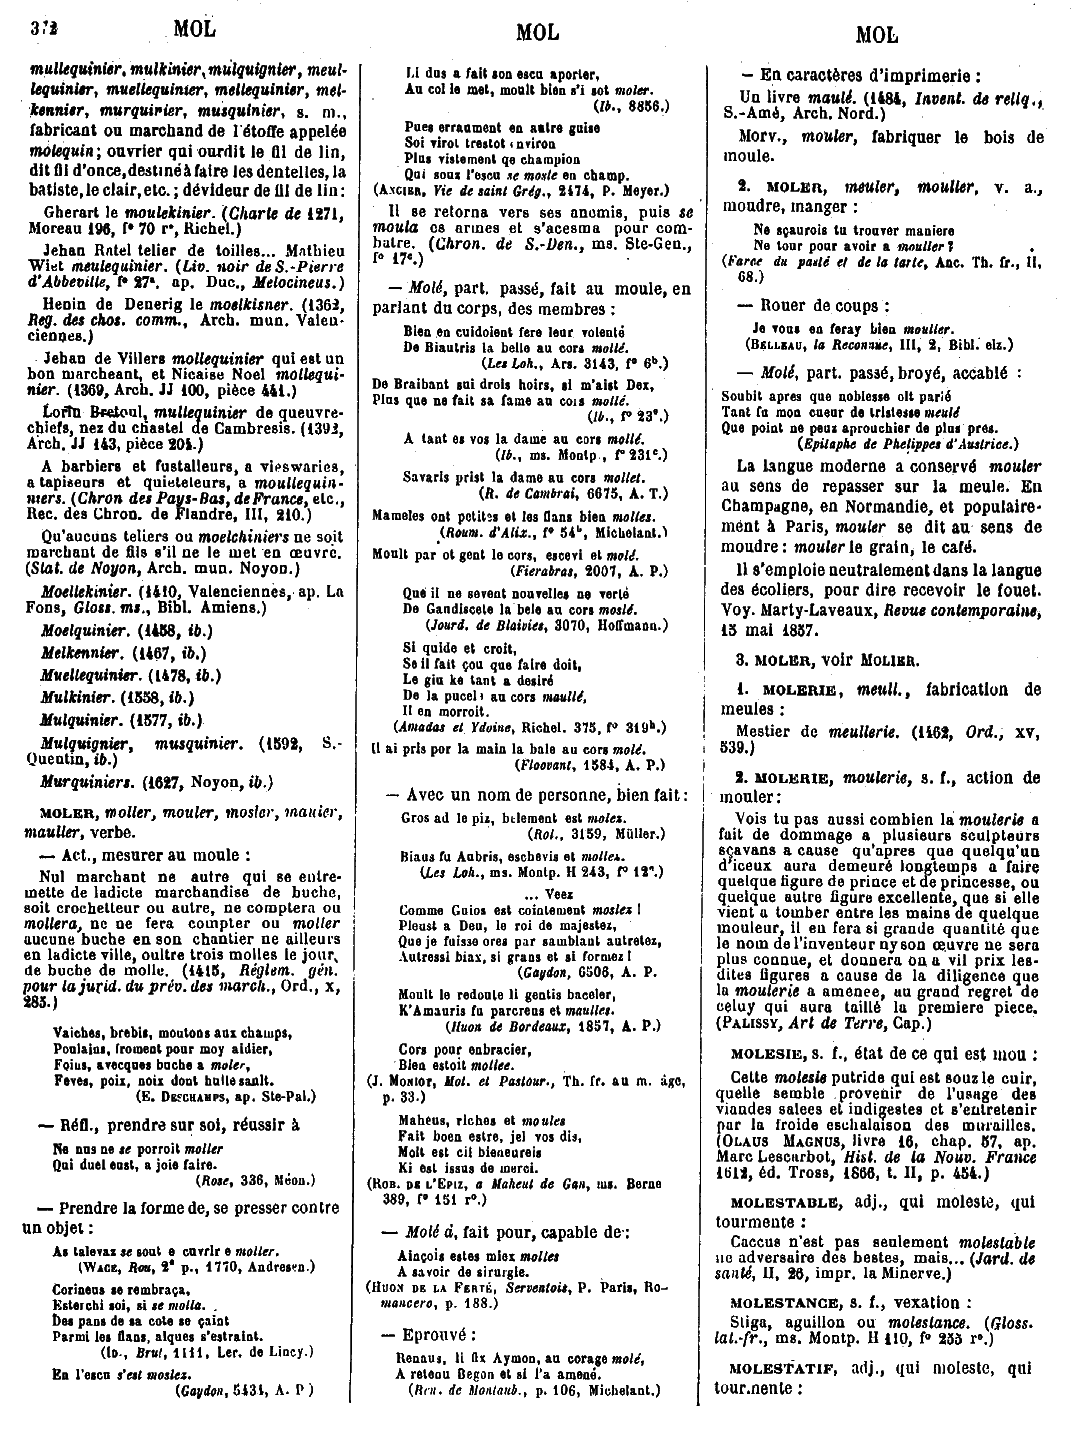 372 MOL
mullequinier, mulkinier, mulquignier, meul-
lequinier, muellequinier, mellequinier, mel-
kennier, murquirier, musquinier, s. m.,
fabricant ou marchand de l'étoffe appelée
molequin; ouvrier qui ourdit le fil de lin,
dit fil d'once, destiné à faire les dentelles, la
batiste, le clair, etc.; dévideur de fil de lin:
Gherart le moulekinier. (Charte de 1271,
Moreau 196, f° 70 r°, Richel.)
Jehan Ratel telier de toilles... Mathieu
Wiet meulequinier. (Liv. noir de S.-Pierre
d'Abbeville, f° 27ª, ap. Duc., Melocineus.)
Henin de Denerig le moelkisner. (1362,
Reg. des chos. comm., Arch. mun. Valen-
ciennes.)
Jehan de Villers mollequinier qui est un
bon marcheant, et Nicaise Noel mollequi-
nier. (1369, Arch. JJ 100, pièce 441.)
Lorin Bretoul, mullequinier de queuvre-
chiefs, nez du chastel de Cambresis. (1392,
Arch. JJ 143, pièce 204.)
A barbiers et fustalleurs, a vieswaries,
a tapiseurs et quieteleurs, a moullequin-
niers. (Chron des Pays-Bas, de France, etc.,
Rec. des Chron. de Flandre, III, 210.)
Qu'aucuns teliers ou moelchiniers ne soit
marchant de fils s'il ne le met en œuvre.
(Stat. de Noyon, Arch. mun. Noyon.)
Moellekinier. (1410, Valenciennes, ap. La
Fons, Gloss. ms., Bibl. Amiens.)
Moelquinier. (1458, ib.)
Melkennier. (1467, ib.)
Muellequinier. (1478, ib.)
Mulkinier. (1558, ib.)
Mulquinier. (1577, ib.)
Mulquignier, musquinier. (1592, S.-
Quentin, ib.)
Murquiniers. (1627, Noyon, ib.)
MOLER, moller, mouler, mosler, mauler,
mauller, verbe.
— Act., mesurer au moule :
Nul marchant ne autre qui se entre-
mette de ladicte marchandise de buche,
soit crochetteur ou autre, ne comptera ou
mollera, ne ne fera compter ou moller
aucune buche en son chantier ne ailleurs
en ladicte ville, oultre trois molles le jour,
de buche de molle. (1415, Réglem. gén.
pour la jurid. du prév. des march., Ord., x,
285.)
Vaiches, brebis, moutons aux champs,
Poulains, froment pour moy aidier,
Foins, avecques buche a moler,
Feves, poix, noix dont huile sault.
(E. DESCHAMPS, ap. Ste-Pal.)
— Réfl., prendre sur soi, réussir à
Ne nus ne se porroit moller
Qui duel eust, a joie faire.
(Rose, 336, Méon.)
— Prendre la forme de, se presser contre
un objet :
As talevaz se sout e cuvrir e moller.
(WACE, Rou, 2ª p., 1770, Andresen.)
Corineus se rembraça,
Esterchi soi, si se molla.
Des pans de sa cote se çaint
Parmi les flans, alques s'estraint.
(ID., Brut, 1111, Ler. de Lincy.)
En l'escu s'est moslez.
(Gaydon, 5431, A. P)
MOL
Li dus a fait son escu aporter,
Au col le met, moult bien s'i sot moler.
(Ib., 8856.)
Pues erraument en autre guise
Soi virot trestot environ
Plus vistement qe champion
Qui souz l'escu se mosle en champ.
(ANGIER, Vie de saint Grég., 2474, P. Meyer.)
Il se retorna vers ses anemis, puis se
moula es armes et s'acesma pour com-
batre. (Chron. de S.-Den., ms. Ste-Gen.,
f° 17ᶜ.)
— Molé, part. passé, fait au moule, en
parlant du corps, des membres :
Bien en cuidoient fere leur volenté
De Biautris la belle au cors mollé.
(Les Loh., Ars. 3143, f° 6ᵇ.)
De Braibant sui drois hoirs, si m'aist Dex,
Plus que ne fait sa fame au cois mollé.
(Ib., f° 23ª.)
A tant es vos la dame au cors mollé.
(Ib., ms. Montp., f° 231ᶜ.)
Savaris prist la dame au cors mollet.
(R. de Cambrai, 6675, A. T.)
Mameles ont petites et les flans bien molles.
(Roum. d'Alix., f° 54ᵇ, Michelant.)
Moult par ot gent le cors, escevi et molé.
(Fierabras, 2007, A. P.)
Que il ne sevent nouvelles ne verté
De Gandiscete la bele au cors moslé.
(Jourd. de Blaivies, 3070, Hoffmann.)
Si quide et croit,
Se il fait çou que faire doit,
Le giu ke tant a desiré
De la pucele au cors maullé,
Il en morroit.
(Amadas et Ydoine, Richel. 375, f° 319ᵇ.)
Il ai pris por la main la bale au cors molé.
(Floovant, 1584, A. P.)
— Avec un nom de personne, bien fait :
Gros ad le piz, belement est molez.
(Rol., 3159, Müller.)
Biaus fu Aubris, eschevis et molles.
(Les Loh., ms. Montp. H 243, f° 12ª.)
... Veez
Comme Guios est cointement moslez !
Pleust a Deu, le roi de majestez,
Que je fuisse ores par samblant autretez,
Autressi biax, si grans et si formez !
(Gaydon, 6506, A. P.
Moult le redoute li gentis baceler,
K'Amauris fu parcreus et maulles.
(Huon de Bordeaux, 1857, A. P.)
Cors pour enbracier,
Bien estoit mollee.
(J. MONIOT, Mot. et Pastour., Th. fr. au m. âge,
p. 33.)
Maheus, riches et moules
Fait boen estre, jel vos dis,
Molt est cil bieneureis
Ki est issus de merci.
(ROB. DE L'EPIZ, a Maheut de Gan, ms. Berne
389, f° 151 r°.)
— Molé à, fait pour, capable de :
Ainçois estes miex molles
A savoir de sirurgie.
(HUON DE LA FERTÉ, Serventois, P. Paris, Ro-
mancero, p. 188.)
— Eprouvé :
Renaus, li fix Aymon, au corage molé,
A retenu Begon et si l'a amené.
(Ren. de Montaub., p. 106, Michelant.)
MOL
— En caractères d'imprimerie :
Un livre maulé. (1484, Invent. de reliq.,
S.-Amé, Arch. Nord.)
Morv., mouler, fabriquer le bois de
moule.
2. MOLER, meuler, moulier, v. a.,
moudre, manger :
Ne sçaurois tu trouver maniere
Ne tour pour avoir a mouller ?
(Farce du pasté et de la tarte, Anc. Th. fr., II,
68.)
— Rouer de coups :
Je vous en feray bien mouller.
(BELLEAU, la Reconnue, III, 2, Bibl. elz.)
— Molé, part. passé, broyé, accablé :
Soubit apres que noblesse oit parlé
Tant fu mon cueur de tristesse meulé
Que point ne peuz aprouchier de plus pres.
(Epitaphe de Phelippes d'Austrice.)
La langue moderne a conservé mouler
au sens de repasser sur la meule. En
Champagne, en Normandie, et populaire-
ment à Paris, mouler se dit au sens de
moudre : mouler le grain, le café.
Il s'emploie neutralement dans la langue
des écoliers, pour dire recevoir le fouet.
Voy. Marty-Laveaux, Revue contemporaine,
15 mai 1857.
3. MOLER, voir MOLIER.
1. MOLERIE, meull., fabrication de
meules :
Mestier de meullerie. (1462, Ord., xv,
539.)
2. MOLERIE, moulerie, s. f., action de
mouler :
Vois tu pas aussi combien la moulerie a
fait de dommage a plusieurs sculpteurs
sçavans a cause qu'apres que quelqu'un
d'iceux aura demeuré longtemps a faire
quelque figure de prince et de princesse, ou
quelque autre figure excellente, que si elle
vient a tomber entre les mains de quelque
mouleur, il en fera si grande quantité que
le nom de l'inventeur ny son œuvre ne sera
plus connue, et donnera on a vil prix les-
dites figures a cause de la diligence que
la moulerie a amenee, au grand regret de
celuy qui aura taillé la premiere piece.
(PALISSY, Art de Terre, Cap.)
MOLESIE, s. f., état de ce qui est mou :
Cette molesie putride qui est souz le cuir,
quelle semble provenir de l'usage des
viandes salees et indigestes et s'entretenir
par la froide eschalaison des murailles.
(OLAUS MAGNUS, livre 16, chap. 57, ap.
Marc Lescarbot, Hist. de la Nouv. France
1612, éd. Tross, 1866, t. II, p. 454.)
MOLESTABLE, adj., qui moleste, qui
tourmente :
Caccus n'est pas seulement molestable
ne adversaire des bestes, mais... (Jard. de
santé, II, 26, impr. la Minerve.)
MOLESTANCE, s. f., vexation :
Stiga, aguillon ou molestance. (Gloss.
lat.-fr., ms. Montp. H 110, f° 253 r°.)
MOLESTATIF, adj., qui moleste, qui
tourmente :